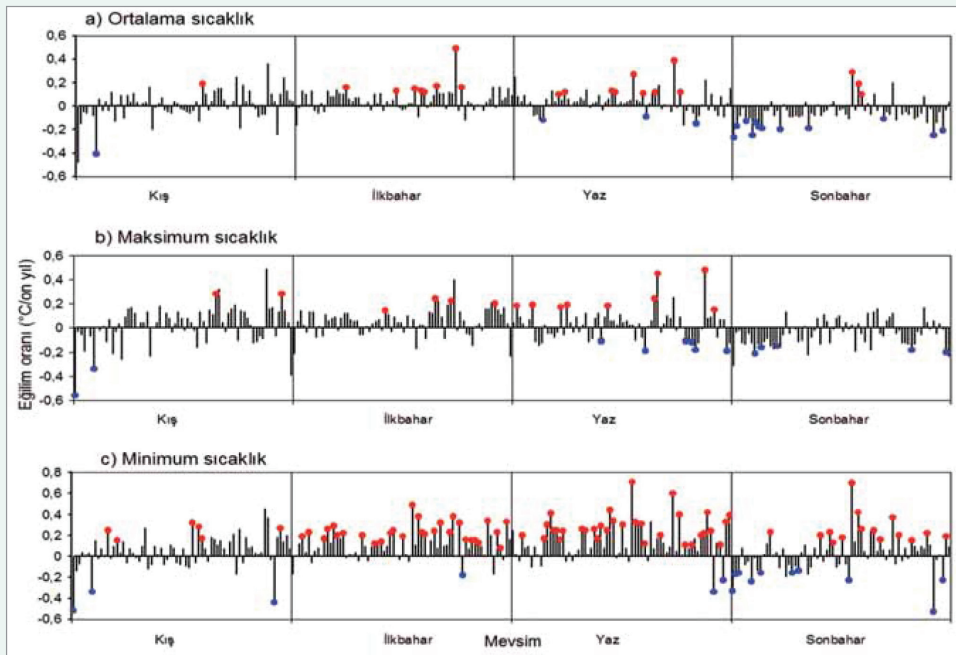 a) Ortalama sıcaklık
0,6
0,4
0,2
0
-0,2
-0,4
-0,6
Kış İlkbahar Yaz Sonbahar
b) Maksimum sıcaklık
Eğilim oranı (°C/on yıl)
0,6
0,4
0,2
0
-0,2
-0,4
-0,6
Kış İlkbahar Yaz Sonbahar
c) Minimum sıcaklık
0,8
0,6
0,4
0,2
0
-0,2
-0,4
-0,6
Kış İlkbahar Yaz Sonbahar
Mevsim